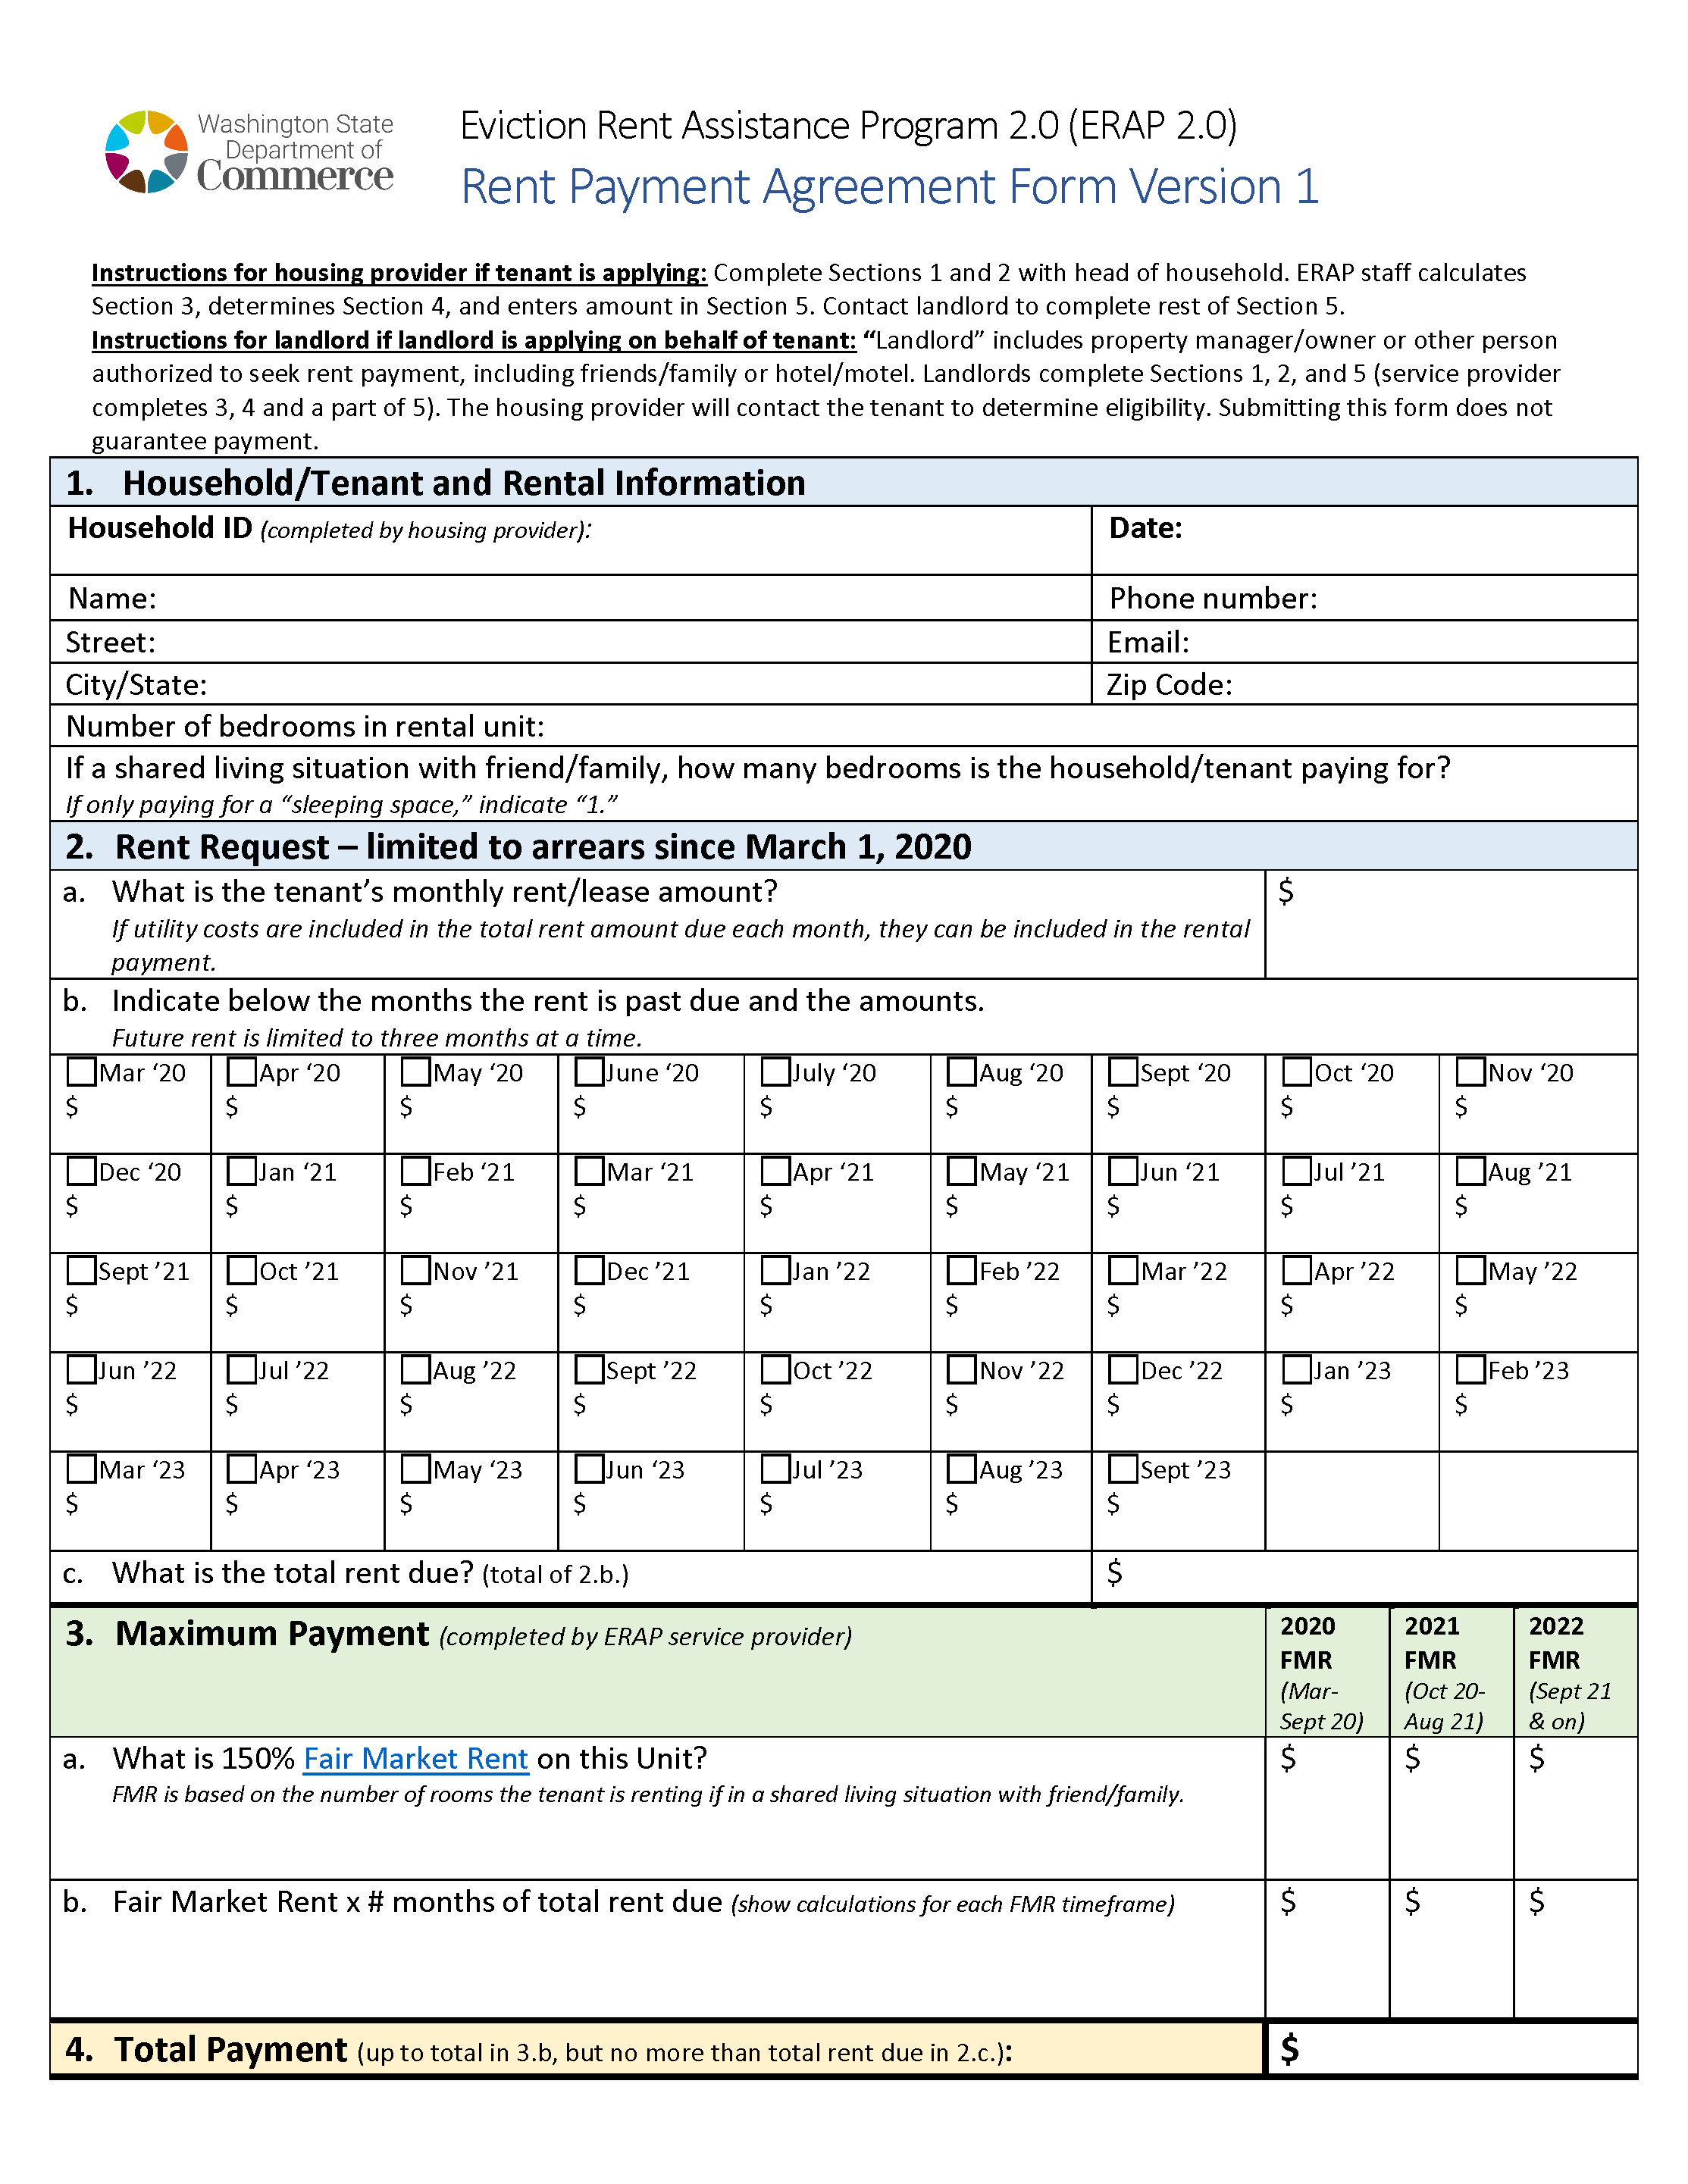 Washington State
Department of
Commerce
Eviction Rent Assistance Program 2.0 (ERAP 2.0)
Rent Payment Agreement Form Version 1
Instructions for housing provider if tenant is applying: Complete Sections 1 and 2 with head of household. ERAP staff calculates
Section 3, determines Section 4, and enters amount in Section 5. Contact landlord to complete rest of Section 5.
Instructions for landlord if landlord is applying on behalf of tenant: “Landlord” includes property manager/owner or other person
authorized to seek rent payment, including friends/family or hotel/motel. Landlords complete Sections 1, 2, and 5 (service provider
completes 3, 4 and a part of 5). The housing provider will contact the tenant to determine eligibility. Submitting this form does not
guarantee payment.
1. Household/Tenant and Rental Information
Household ID (completed by housing provider): Date:
Name: Phone number:
Street: Email:
City/State: Zip Code:
Number of bedrooms in rental unit:
If a shared living situation with friend/family, how many bedrooms is the household/tenant paying for?
If only paying for a “sleeping space,” indicate “1.”
2. Rent Request – limited to arrears since March 1, 2020
a. What is the tenant’s monthly rent/lease amount? $
If utility costs are included in the total rent amount due each month, they can be included in the rental
payment.
b. Indicate below the months the rent is past due and the amounts.
Future rent is limited to three months at a time.
Mar ‘20 Apr ‘20 May ‘20 June ‘20 July ‘20 Aug ‘20 Sept ‘20 Oct ‘20 Nov ‘20
$ $ $ $ $ $ $ $ $
Dec ‘20 Jan ‘21 Feb ‘21 Mar ‘21 Apr ‘21 May ‘21 Jun ‘21 Jul ’21 Aug ’21
$ $ $ $ $ $ $ $ $
Sept ’21 Oct ’21 Nov ’21 Dec ’21 Jan ’22 Feb ’22 Mar ’22 Apr ’22 May ’22
$ $ $ $ $ $ $ $ $
Jun ’22 Jul ’22 Aug ’22 Sept ’22 Oct ’22 Nov ’22 Dec ’22 Jan ’23 Feb ’23
$ $ $ $ $ $ $ $ $
Mar ‘23 Apr ‘23 May ‘23 Jun ‘23 Jul ’23 Aug ‘23 Sept ’23
$ $ $ $ $ $ $
c. What is the total rent due? (total of 2.b.) $
3. Maximum Payment (completed by ERAP service provider) 2020 2021 2022
FMR FMR FMR
(Mar- (Oct 20- (Sept 21
Sept 20) Aug 21) & on)
a. What is 150% Fair Market Rent on this Unit? $ $ $
FMR is based on the number of rooms the tenant is renting if in a shared living situation with friend/family.
b. Fair Market Rent x # months of total rent due (show calculations for each FMR timeframe) $ $ $
4. Total Payment (up to total in 3.b, but no more than total rent due in 2.c.): $